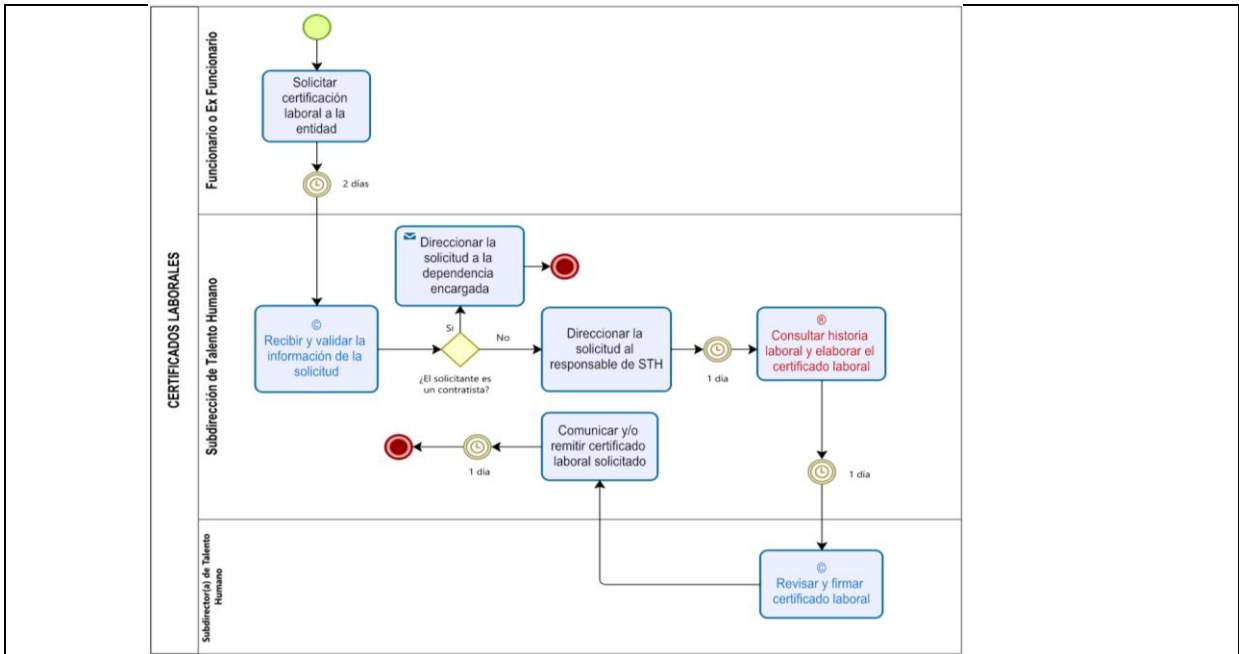 CERTIFICADOS LABORALES
Funcionario o Ex Funcionario
Solicitar
certificación
laboral a la
entidad
2 días
Subdirección de Talento Humano
©
Recibir y validar la
información de la
solicitud
Direccionar la
solicitud a la
dependencia
encargada
Si
No
¿El solicitante es
un contratista?
Direccionar la
solicitud al
responsable de STH
1 día
®
Consultar historia
laboral y elaborar el
certificado laboral
1 día
Comunicar y/o
remitir certificado
laboral solicitado
1 día
Subdirector(a) de Talento
Humano
©
Revisar y firmar
certificado laboral